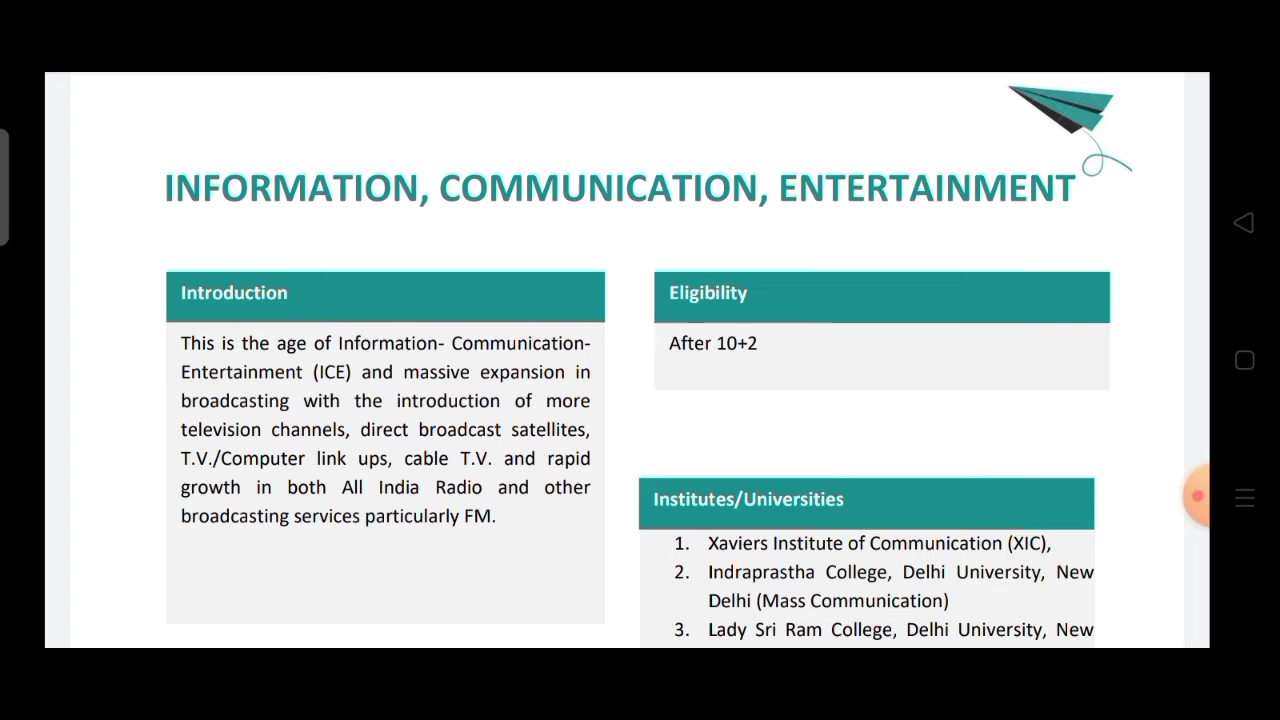 INFORMATION, COMMUNICATION, ENTERTAINMENT
Introduction
This is the age of Information- Communication-
Entertainment (ICE) and massive expansion in
broadcasting with the introduction of more
television channels, direct broadcast satellites,
T.V./Computer link ups, cable T.V. and rapid
growth in both All India Radio and other
broadcasting services particularly FM.
Eligibility
After 10+2
Institutes/Universities
1. Xaviers Institute of Communication (XIC),
2. Indraprastha College, Delhi University, New
Delhi (Mass Communication)
3. Lady Sri Ram College, Delhi University, New